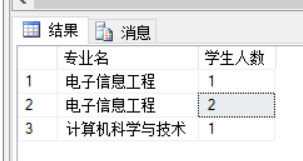 结果 消息
专业名 学生人数
1 电子信息工程 1
2 电子信息工程 2
3 计算机科学与技术 1